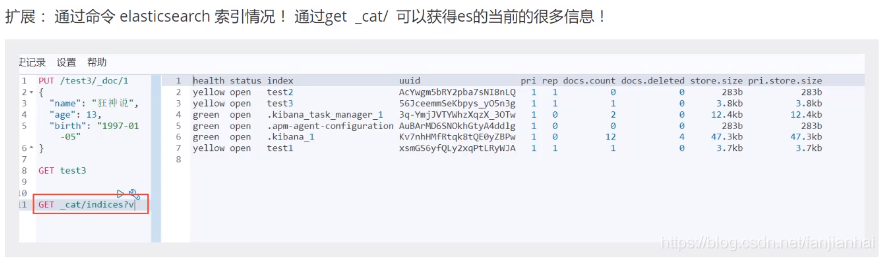 扩展： 通过命令 elasticsearch 索引情况！ 通过get _cat/ 可以获得es的当前的很多信息！
史记录 设置 帮助
1 PUT /test3/_doc/1
2 {
3 "name": "狂神说",
4 "age": 13,
5 "birth": "1997-01
-05"
6 }
7
8 GET test3
9
10
11 GET _cat/indices?v
1 health status index uuid pri rep docs.count docs.deleted store.size pri.store.size
2 yellow open test2 AcYwgm5bRY2pba7sNI8nLQ 1 1 0 0 283b 283b
3 yellow open test3 56JceemmSeKbpys_yO5n3g 1 1 1 0 3.8kb 3.8kb
4 green open .kibana_task_manager_1 3q-YmjJVTYWhzXqzX_3OTw 1 0 2 0 12.4kb 12.4kb
5 green open .apm-agent-configuration AuBArMD6SNOkhGtyA4ddlg 1 0 0 0 283b 283b
6 green open .kibana_1 Kv7nhHMfRtqk8tQE0yZBPw 1 0 12 4 47.3kb 47.3kb
7 yellow open test1 xsmGS6yfQLy2xqPtLRyWJA 1 1 1 0 3.7kb 3.7kb
8
https://blog.csdn.net/lanjianhai